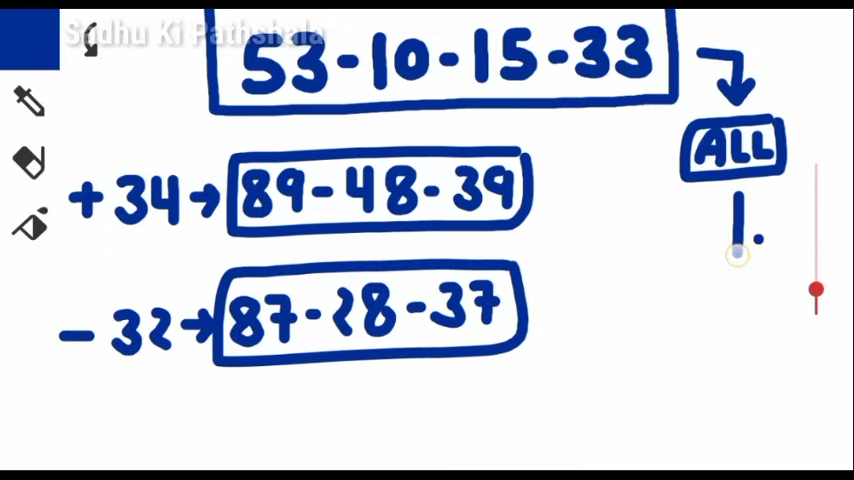 Sadhu Ki Pathshala
53-10-15-33
ALL
+34→ 89-48-39
-32→ 87-28-37